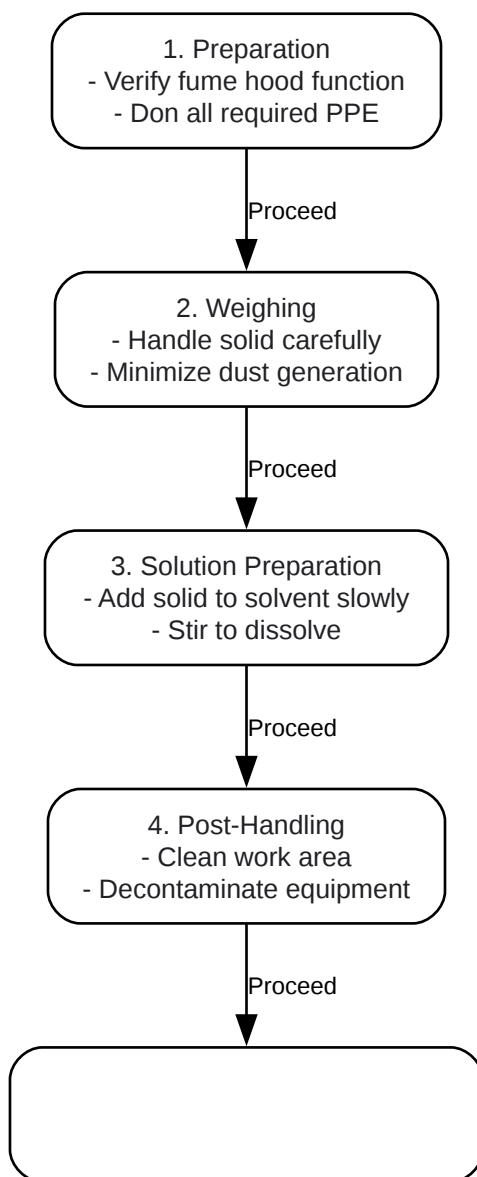 1. Preparation
- Verify fume hood function
- Don all required PPE
Proceed
2. Weighing
- Handle solid carefully
- Minimize dust generation
Proceed
3. Solution Preparation
- Add solid to solvent slowly
- Stir to dissolve
Proceed
4. Post-Handling
- Clean work area
- Decontaminate equipment
Proceed